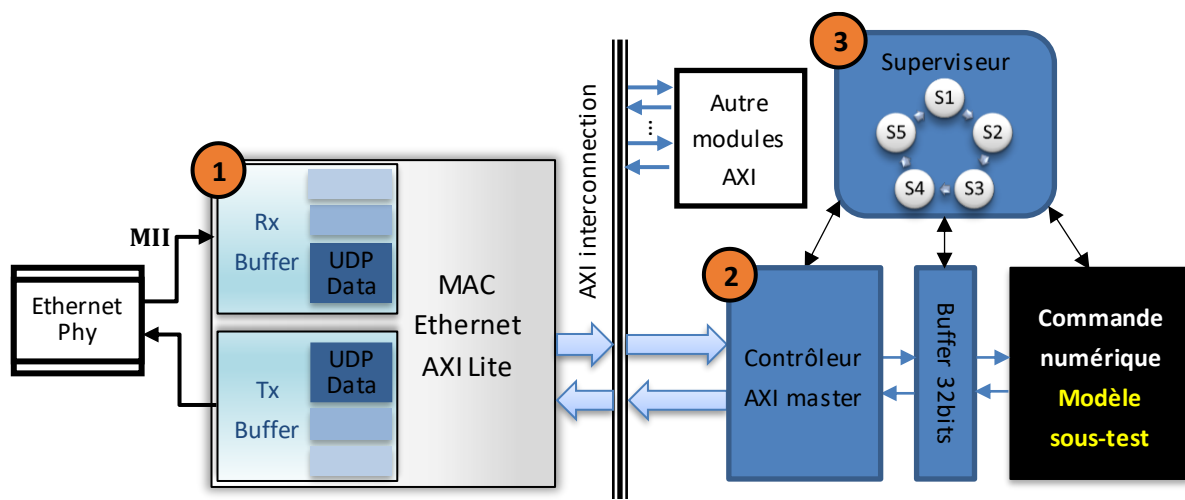 Ethernet
Phy
MII
1
Rx
Buffer
UDP
Data
Tx
Buffer
UDP
Data
MAC
Ethernet
AXI Lite
AXI interconnection
Autre
modules
AXI
...
3
Superviseur
S1
S2
S3
S4
S5
2
Contrôleur
AXI master
Buffer 32bits
Commande
numérique
Modèle
sous-test